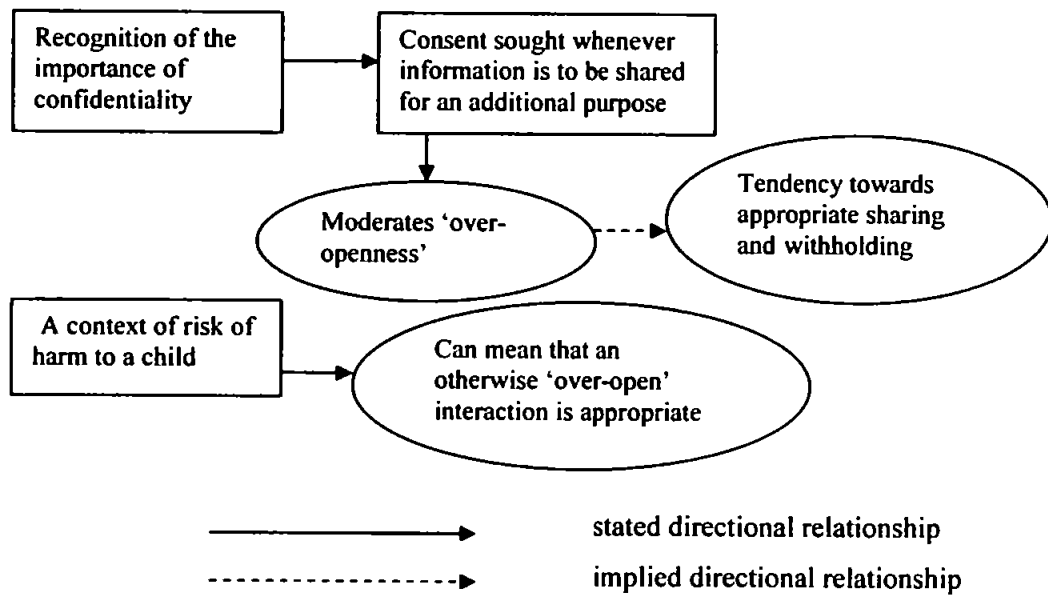 Recognition of the
importance of
confidentiality
Consent sought whenever
information is to be shared
for an additional purpose
Moderates ‘over-
openness’
Tendency towards
appropriate sharing
and withholding
A context of risk of
harm to a child
Can mean that an
otherwise ‘over-open’
interaction is appropriate
stated directional relationship
implied directional relationship